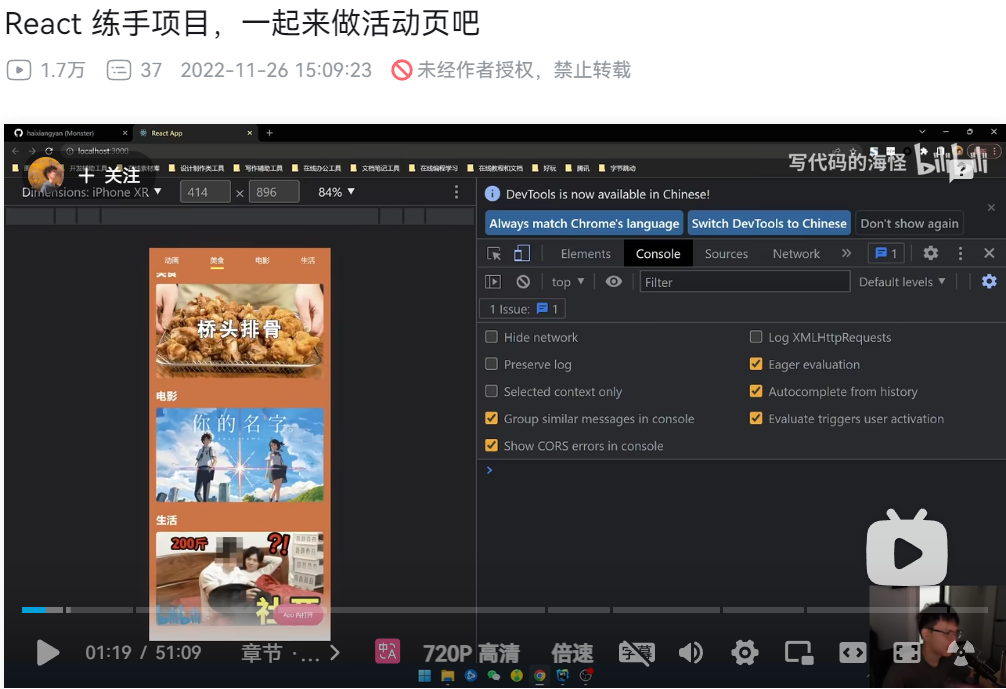 React 练手项目，一起来做活动页吧
1.7万 37 2022-11-26 15:09:23 未经作者授权，禁止转载
haixiangyan (Monster) React App
localhost:3000
设计制作类工具 写作辅助工具 在线办公工具 文档笔记工具 在线编程学习 在线教程和文档 好玩 腾讯 字节跳动
+ 关注
写代码的海怪 bilibili
Dimensions: iPhone XR 414 × 896 84%
DevTools is now available in Chinese!
Always match Chrome's language Switch DevTools to Chinese Don't show again
Elements Console Sources Network 1
top Filter Default levels
1 Issue: 1
Hide network Log XMLHttpRequests
Preserve log Eager evaluation
Selected context only Autocomplete from history
Group similar messages in console Evaluate triggers user activation
Show CORS errors in console
动画 美食 电影 生活
美食
桥头排骨
电影
你的名字
生活
200斤 ?!
bilibili
App 内打开
01:19 / 51:09 章节 · ... 720P 高清 倍速 字幕